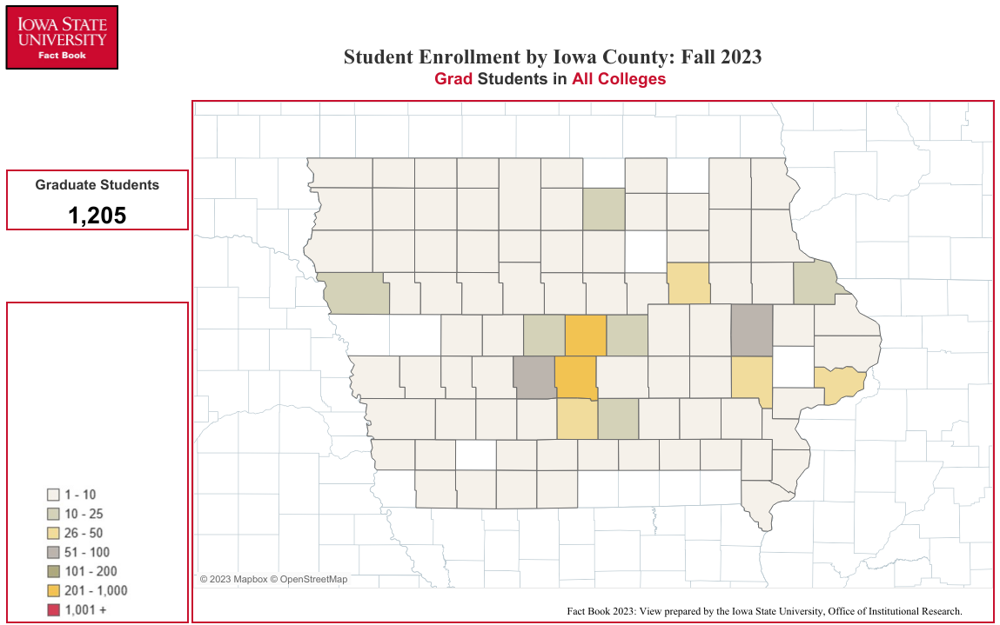 IOWA STATE
UNIVERSITY
Fact Book
Student Enrollment by Iowa County: Fall 2023
Grad Students in All Colleges
Graduate Students
1,205
1 - 10
10 - 25
26 - 50
51 - 100
101 - 200
201 - 1,000
1,001 +
© 2023 Mapbox © OpenStreetMap
Fact Book 2023: View prepared by the Iowa State University, Office of Institutional Research.